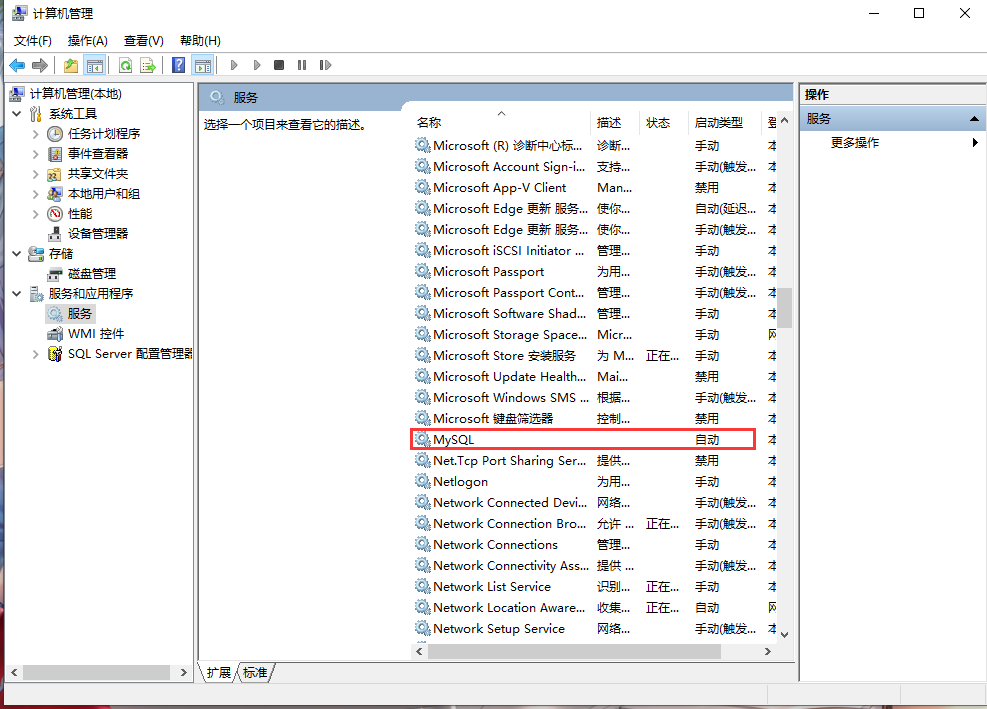 计算机管理
文件(F) 操作(A) 查看(V) 帮助(H)
计算机管理(本地)
系统工具
任务计划程序
事件查看器
共享文件夹
本地用户和组
性能
设备管理器
存储
磁盘管理
服务和应用程序
服务
WMI 控件
SQL Server 配置管理器
服务
选择一个项目来查看它的描述。
名称 描述 状态 启动类型 登
Microsoft (R) 诊断中心标... 诊断... 手动 本
Microsoft Account Sign-i... 支持... 手动(触发... 本
Microsoft App-V Client Man... 禁用 本
Microsoft Edge 更新 服务... 使你... 自动(延迟... 本
Microsoft Edge 更新 服务... 使你... 手动(触发... 本
Microsoft iSCSI Initiator ... 管理... 手动 本
Microsoft Passport 为用... 手动(触发... 本
Microsoft Passport Cont... 管理... 手动(触发... 本
Microsoft Software Shad... 管理... 手动 本
Microsoft Storage Space... Micr... 手动 网
Microsoft Store 安装服务 为 M... 正在... 手动 本
Microsoft Update Health... Mai... 禁用 本
Microsoft Windows SMS ... 根据... 手动(触发... 本
Microsoft 键盘筛选器 控制... 禁用 本
MySQL 自动 本
Net.Tcp Port Sharing Ser... 提供... 禁用 本
Netlogon 为用... 手动 本
Network Connected Devi... 网络... 手动(触发... 本
Network Connection Bro... 允许 ... 正在... 手动(触发... 本
Network Connections 管理... 手动 本
Network Connectivity Ass... 提供 ... 手动(触发... 本
Network List Service 识别... 正在... 手动 本
Network Location Aware... 收集... 正在... 自动 网
Network Setup Service 网络... 手动(触发... 本
扩展 标准
操作
服务
更多操作